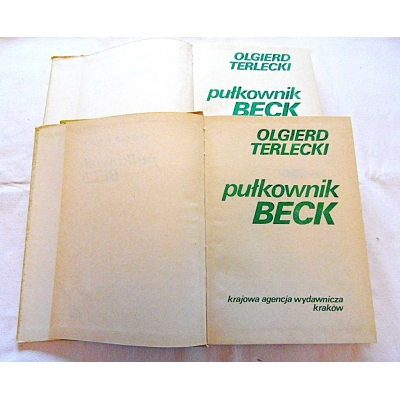 OLGIERD
TERLECKI
pułkownik
BECK
OLGIERD
TERLECKI
pułkownik
BECK
krajowa agencja wydawnicza
kraków